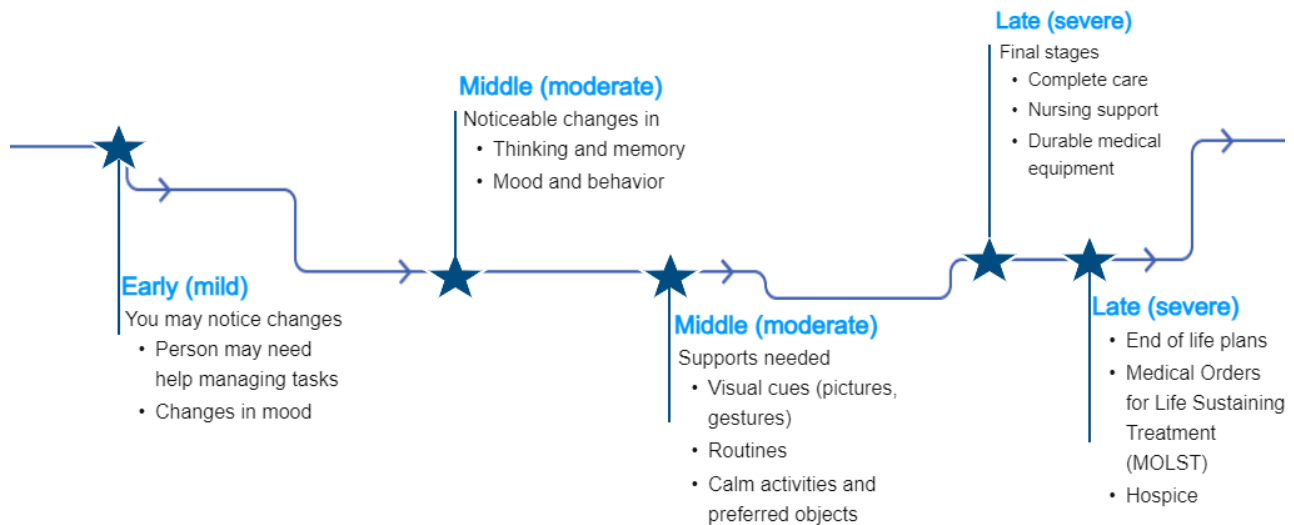 Early (mild)
You may notice changes
• Person may need
help managing tasks
• Changes in mood
Middle (moderate)
Noticeable changes in
• Thinking and memory
• Mood and behavior
Middle (moderate)
Supports needed
• Visual cues (pictures,
gestures)
• Routines
• Calm activities and
preferred objects
Late (severe)
Final stages
• Complete care
• Nursing support
• Durable medical
equipment
Late (severe)
• End of life plans
• Medical Orders
for Life Sustaining
Treatment
(MOLST)
• Hospice